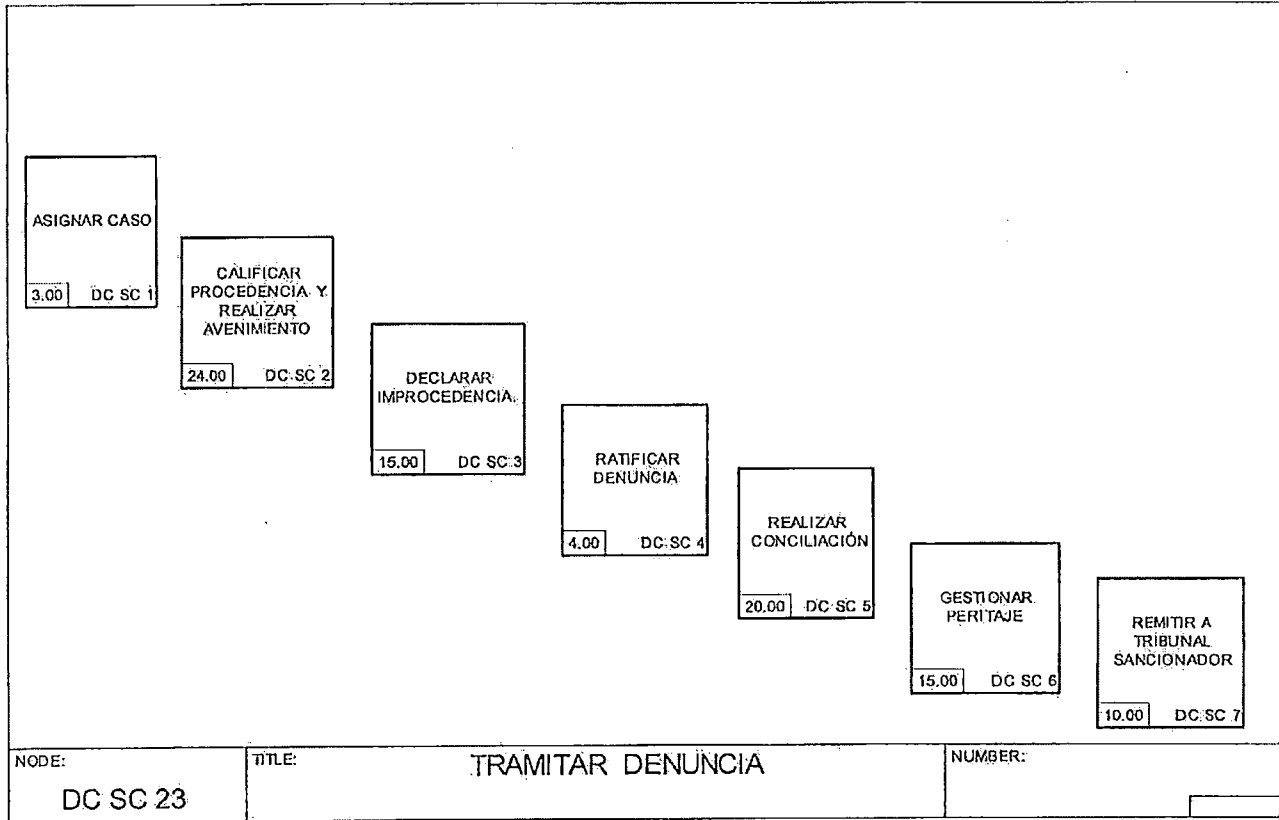 ASIGNAR CASO
3.00 DC SC 1
CALIFICAR
PROCEDENCIA Y
REALIZAR
AVENIMIENTO
24.00 DC SC 2
DECLARAR
IMPROCEDENCIA
15.00 DC SC 3
RATIFICAR
DENUNCIA
4.00 DC SC 4
REALIZAR
CONCILIACIÓN
20.00 DC SC 5
GESTIONAR
PERITAJE
15.00 DC SC 6
REMITIR A
TRIBUNAL
SANCIONADOR
10.00 DC SC 7
NODE:
DC SC 23
TITLE:
TRAMITAR DENUNCIA
NUMBER: